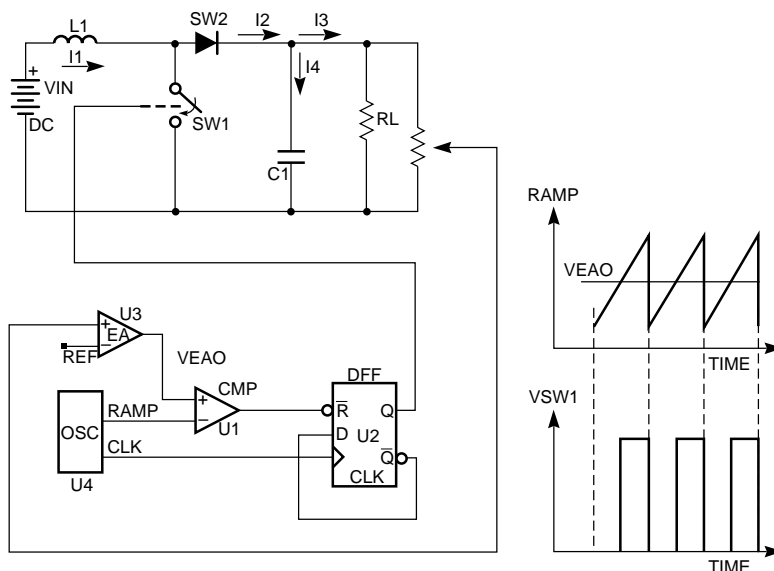 L1
SW2
I1
I2
I3
I4
+
VIN
DC
SW1
C1
RL
RAMP
VEAO
TIME
VSW1
TIME
U3
+
EA
−
REF
VEAO
CMP
+
−
U1
OSC
RAMP
CLK
U4
DFF
R
Q
D
U2
Q
CLK